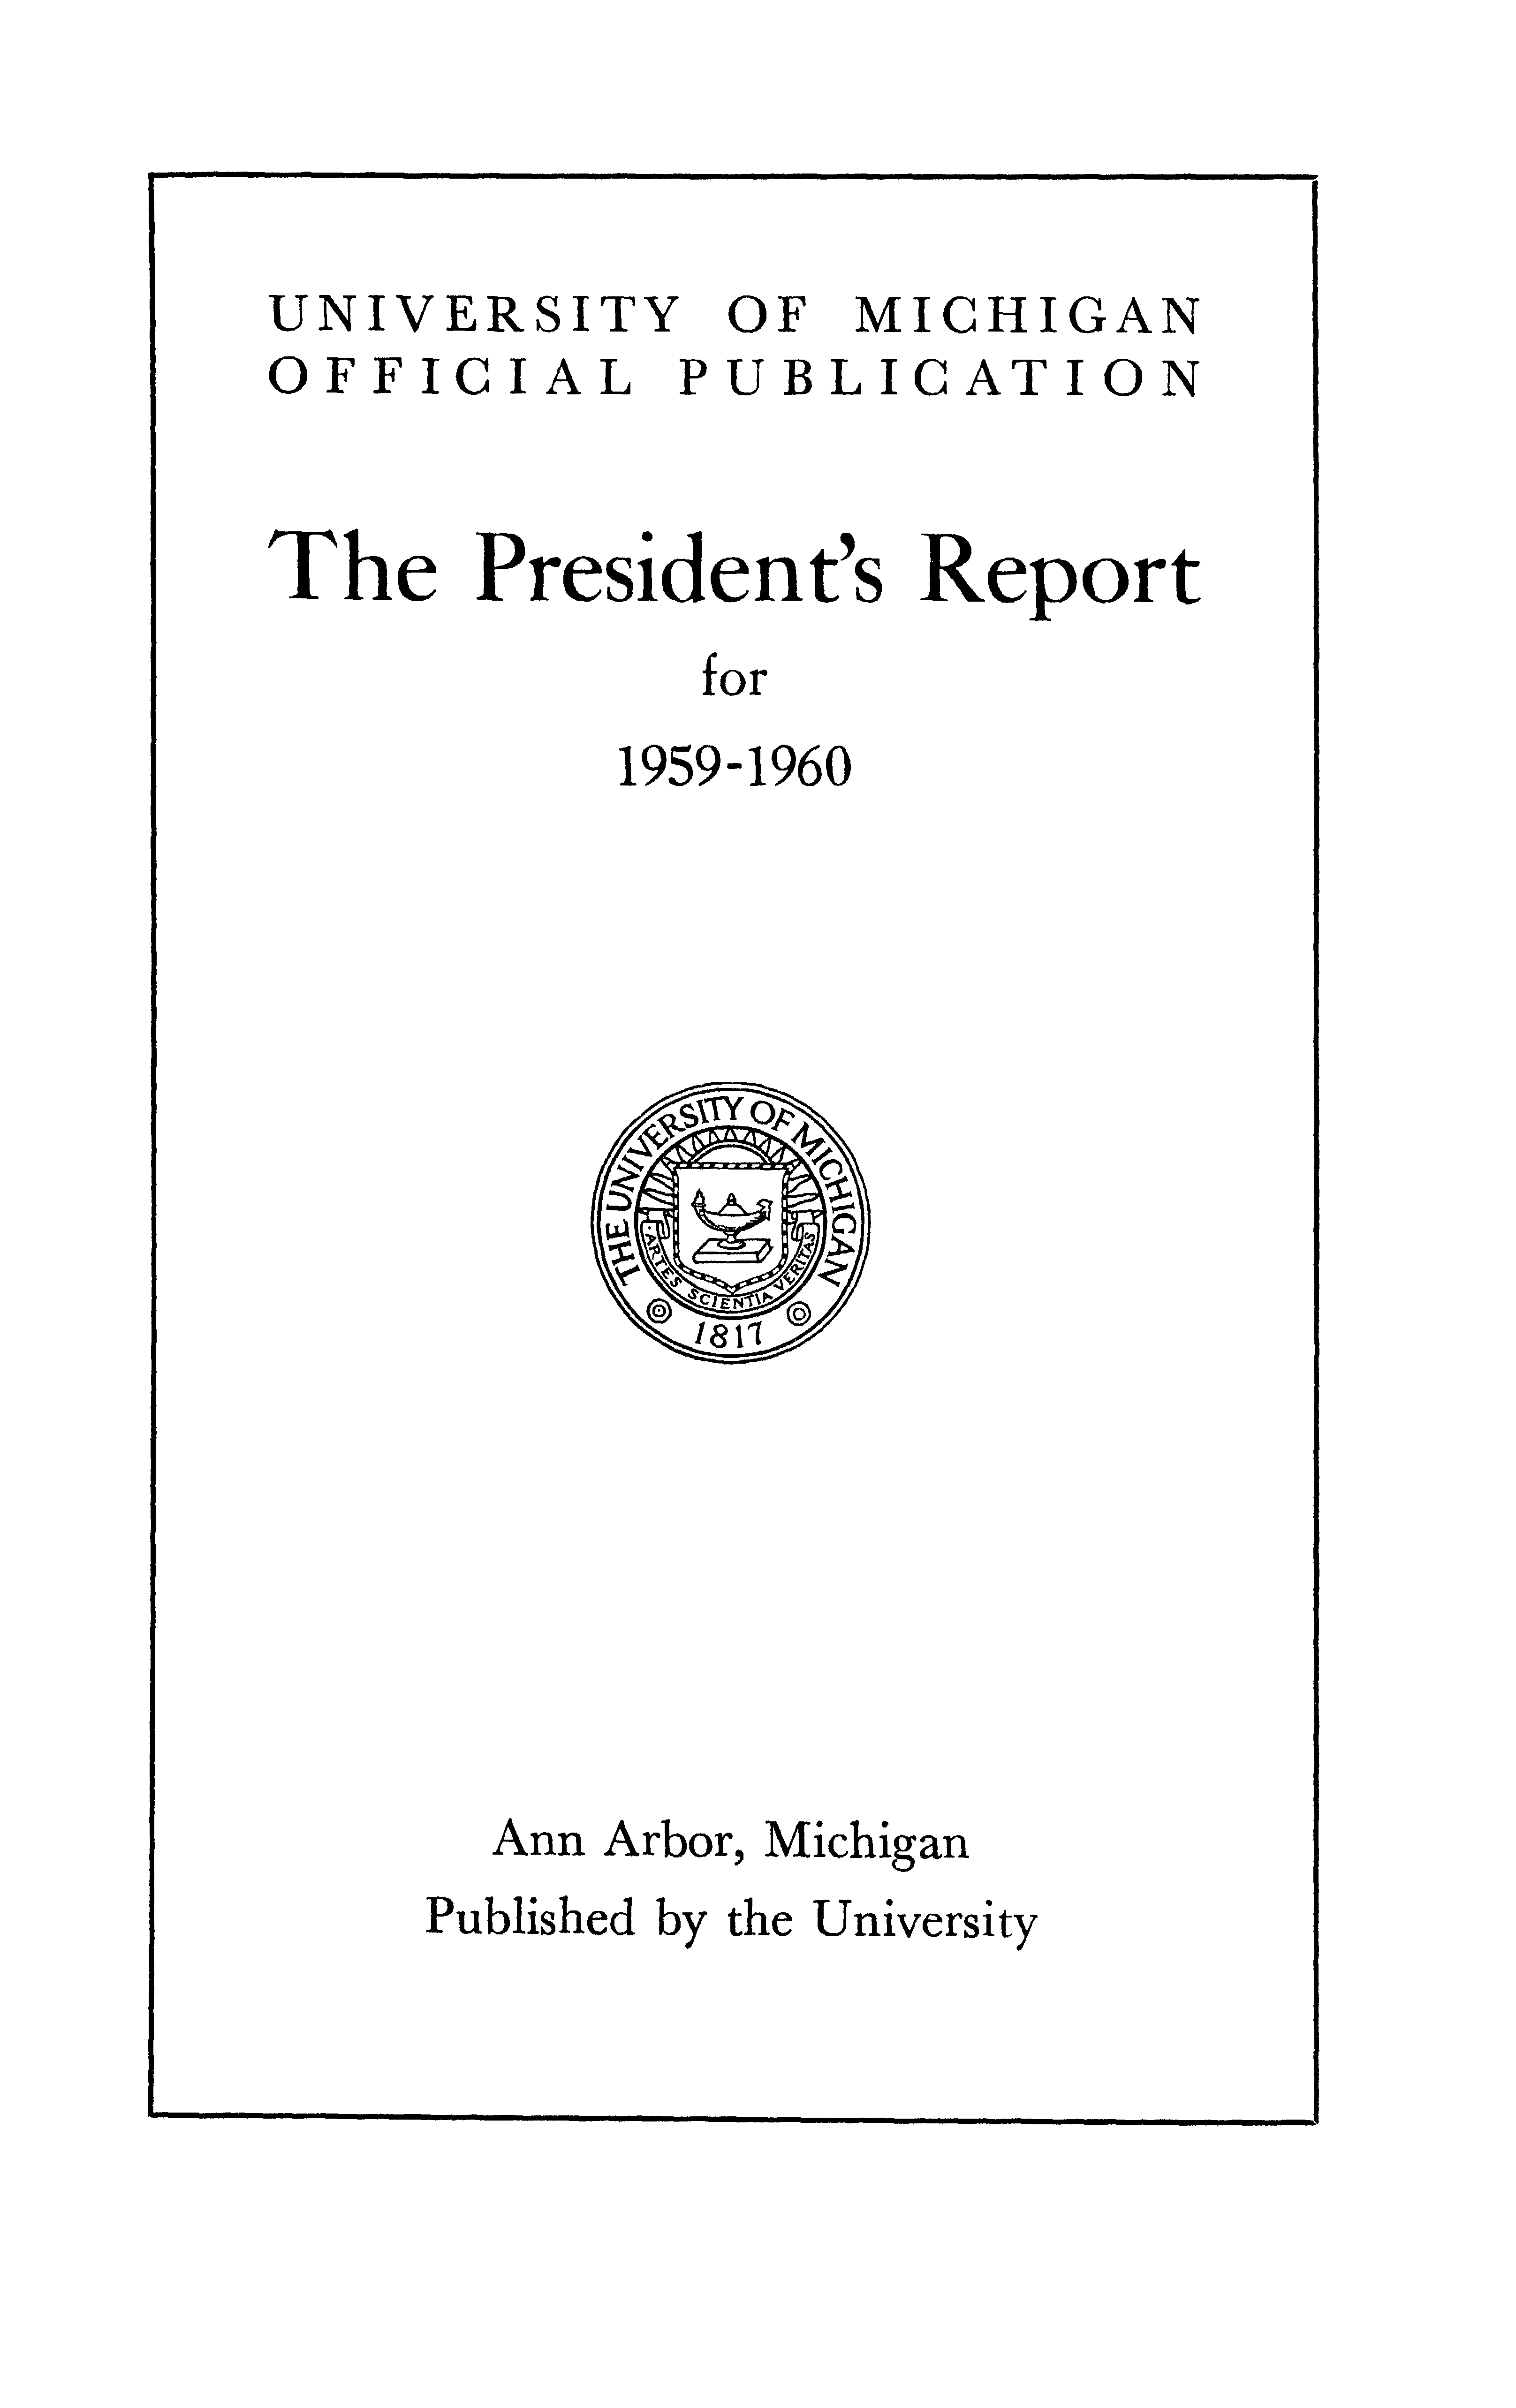 UNIVERSITY OF MICHIGAN
OFFICIAL PUBLICATION
The President's Report
for
1959-1960
THE UNIVERSITY OF MICHIGAN
ARTES SCIENTIA VERITAS
1817
Ann Arbor, Michigan
Published by the University